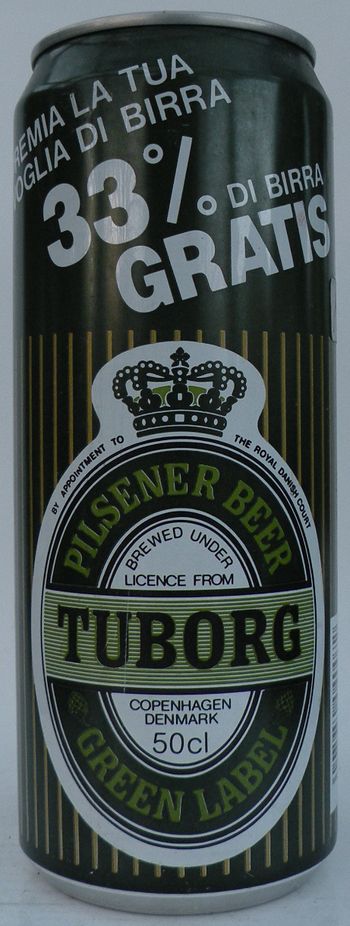 REMIA LA TUA
OGLIA DI BIRRA
33% DI BIRRA
GRATIS
BY APPOINTMENT TO THE ROYAL DANISH COURT
PILSENER BEER
BREWED UNDER
LICENCE FROM
TUBORG
COPENHAGEN
DENMARK
50cl
GREEN LABEL